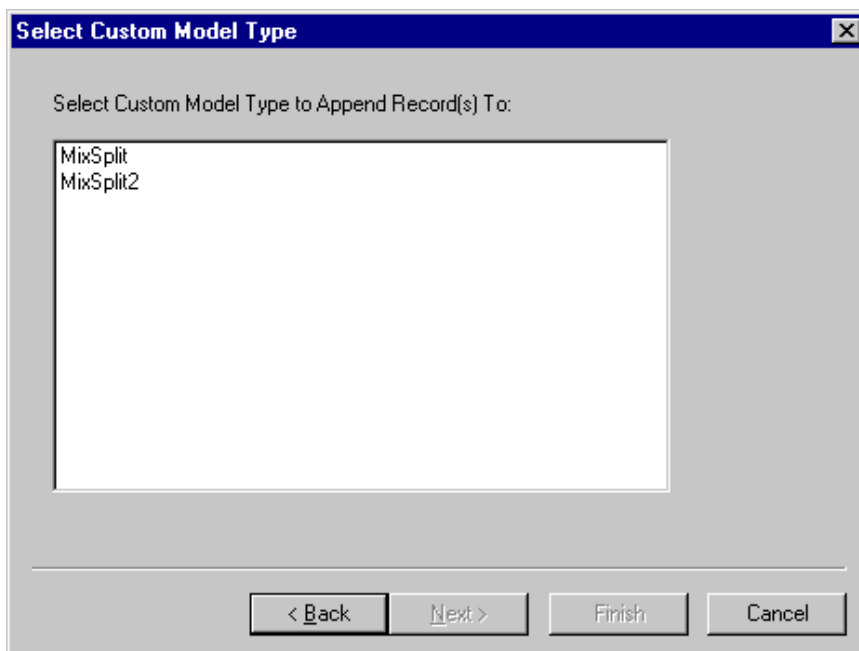 Select Custom Model Type
Select Custom Model Type to Append Record(s) To:
MixSplit
MixSplit2
< Back Next > Finish Cancel